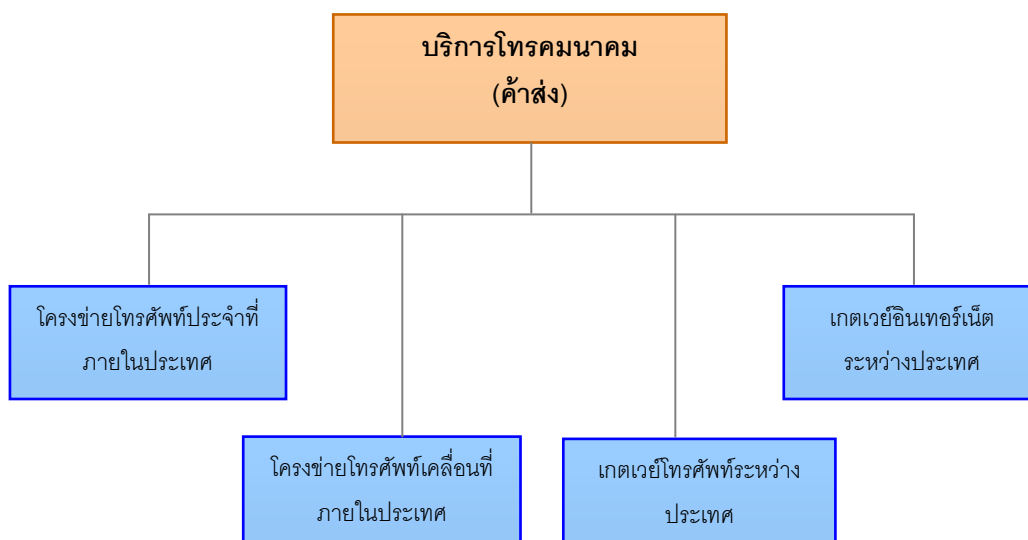 บริการโทรคมนาคม
(ค้าส่ง)
โครงข่ายโทรศัพท์ประจำที่
ภายในประเทศ
เกตเวย์อินเทอร์เน็ต
ระหว่างประเทศ
โครงข่ายโทรศัพท์เคลื่อนที่
ภายในประเทศ
เกตเวย์โทรศัพท์ระหว่าง
ประเทศ